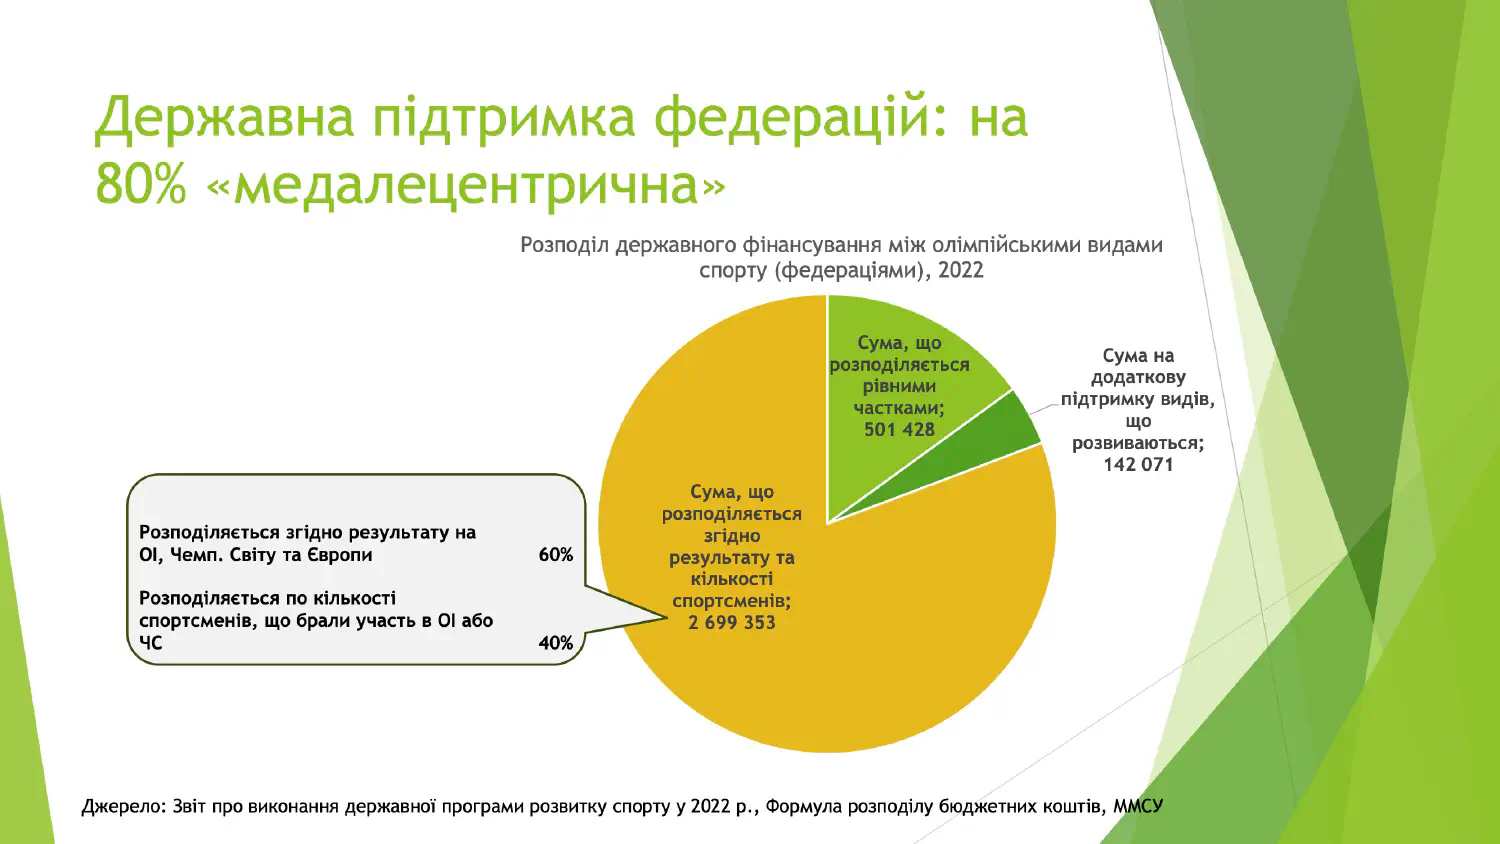 Державна підтримка федерацій: на
80% «медалецентрична»
Розподіл державного фінансування між олімпійськими видами
спорту (федераціями), 2022
Сума, що
розподіляється
рівними
частками;
501 428
Сума на
додаткову
підтримку видів,
що
розвиваються;
142 071
Сума, що
розподіляється
згідно
результату та
кількості
спортсменів;
2 699 353
Розподіляється згідно результату на
ОІ, Чемп. Світу та Європи 60%
Розподіляється по кількості
спортсменів, що брали участь в ОІ або
ЧС 40%
Джерело: Звіт про виконання державної програми розвитку спорту у 2022 р., Формула розподілу бюджетних коштів, ММСУ